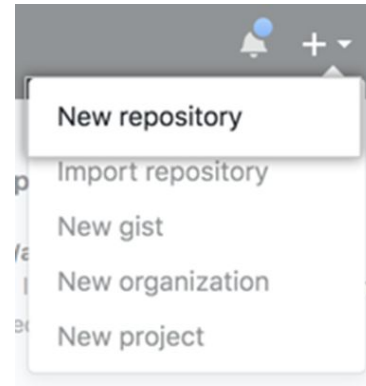 New repository
Import repository
New gist
New organization
New project